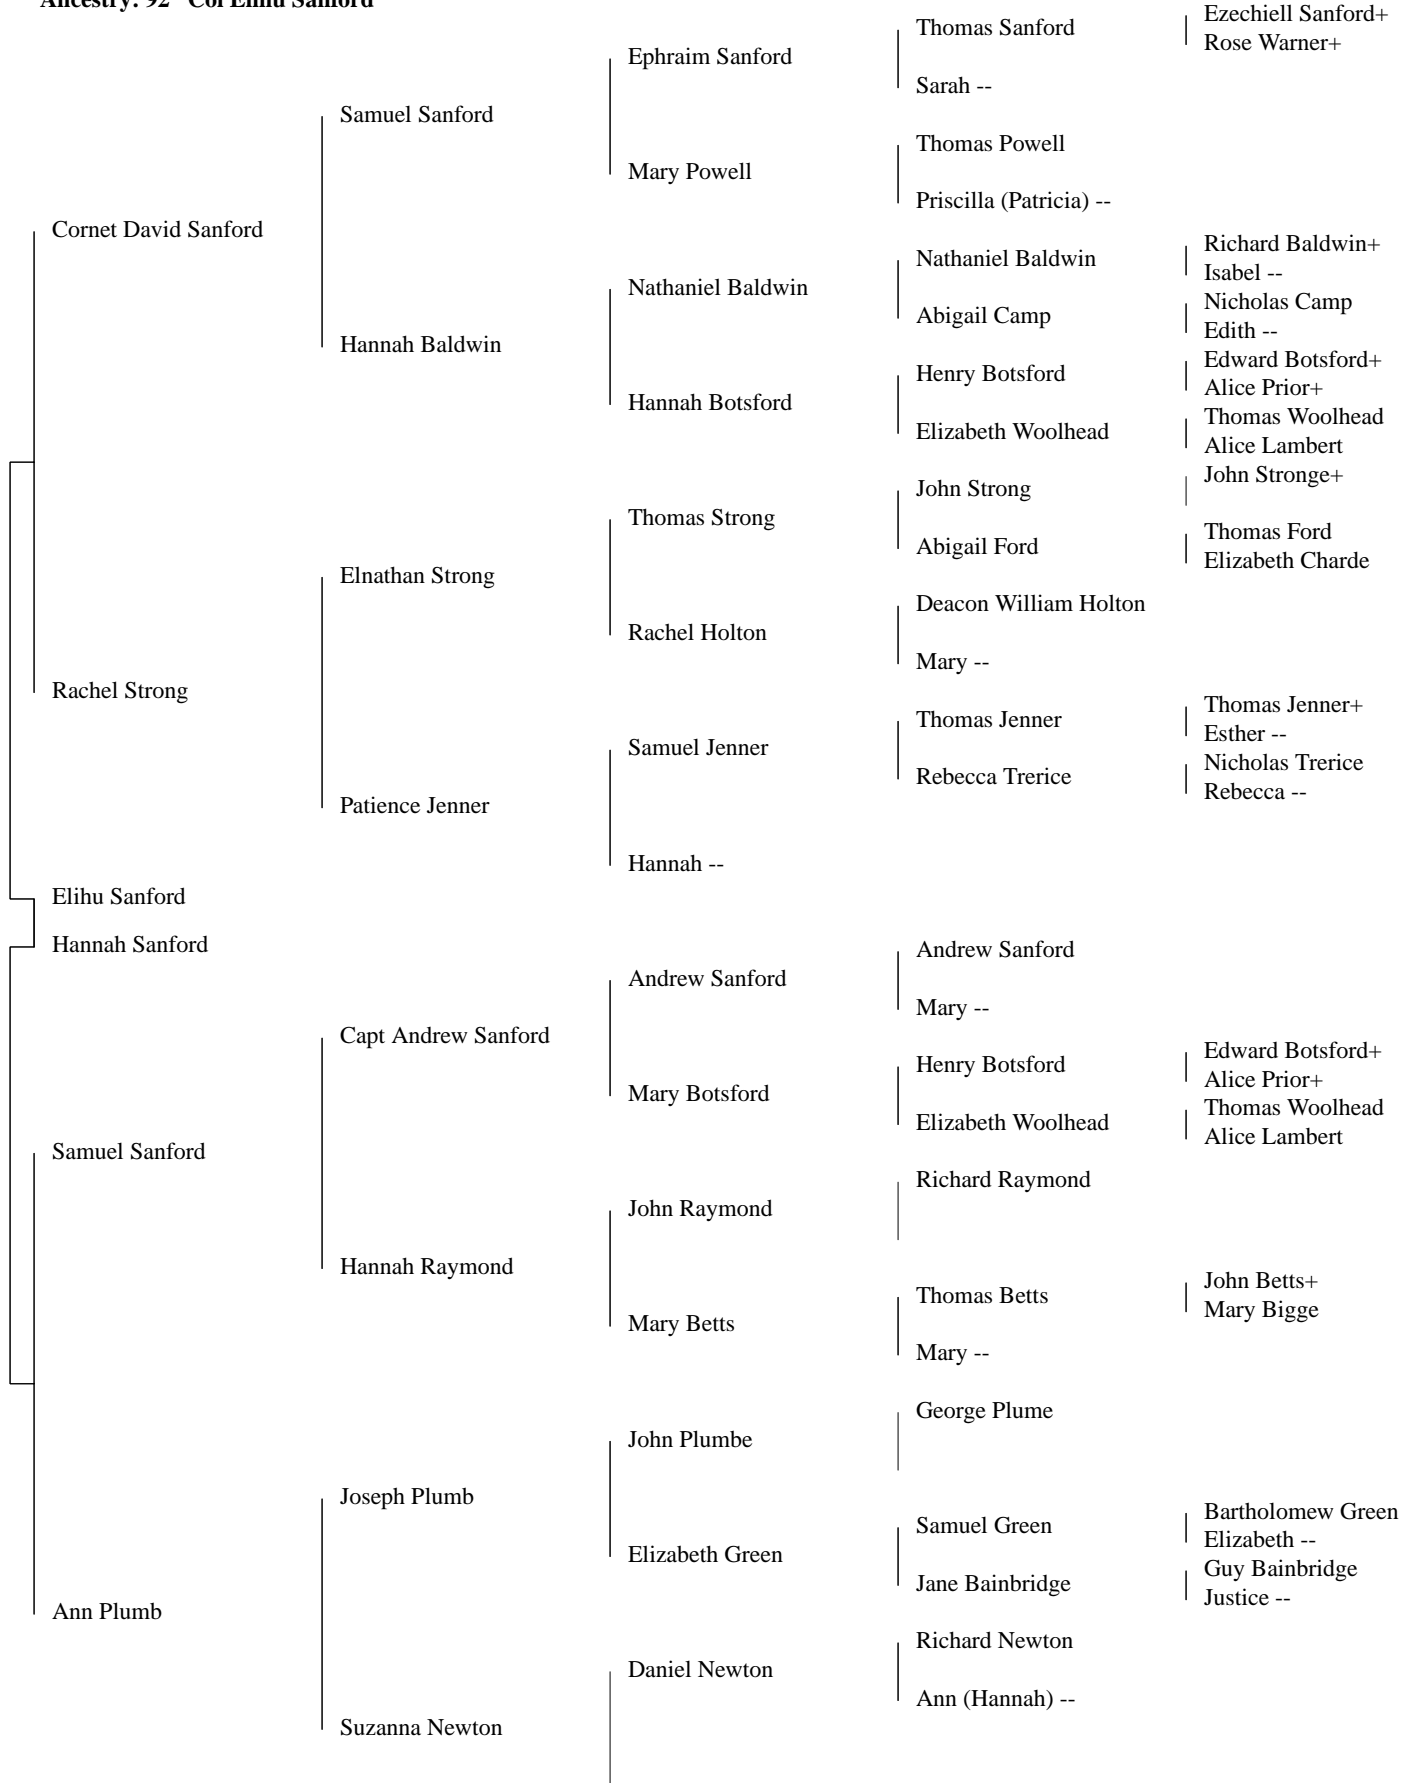 Ancestry: 92 Col Elihu Sanford
Ezechiell Sanford+
Thomas Sanford
Rose Warner+
Ephraim Sanford
Sarah --
Samuel Sanford
Thomas Powell
Mary Powell
Priscilla (Patricia) --
Cornet David Sanford
Richard Baldwin+
Nathaniel Baldwin
Isabel --
Nathaniel Baldwin
Nicholas Camp
Abigail Camp
Edith --
Hannah Baldwin
Edward Botsford+
Henry Botsford
Alice Prior+
Hannah Botsford
Thomas Woolhead
Elizabeth Woolhead
Alice Lambert
John Stronge+
John Strong
Thomas Strong
Thomas Ford
Abigail Ford
Elizabeth Charde
Elnathan Strong
Deacon William Holton
Rachel Holton
Mary --
Rachel Strong
Thomas Jenner+
Thomas Jenner
Esther --
Samuel Jenner
Nicholas Trerice
Rebecca Trerice
Rebecca --
Patience Jenner
Hannah --
Elihu Sanford
Hannah Sanford
Andrew Sanford
Andrew Sanford
Mary --
Capt Andrew Sanford
Edward Botsford+
Henry Botsford
Alice Prior+
Mary Botsford
Thomas Woolhead
Elizabeth Woolhead
Alice Lambert
Samuel Sanford
Richard Raymond
John Raymond
Hannah Raymond
John Betts+
Thomas Betts
Mary Bigge
Mary Betts
Mary --
George Plume
John Plumbe
Joseph Plumb
Bartholomew Green
Samuel Green
Elizabeth --
Elizabeth Green
Guy Bainbridge
Jane Bainbridge
Justice --
Ann Plumb
Richard Newton
Daniel Newton
Ann (Hannah) --
Suzanna Newton